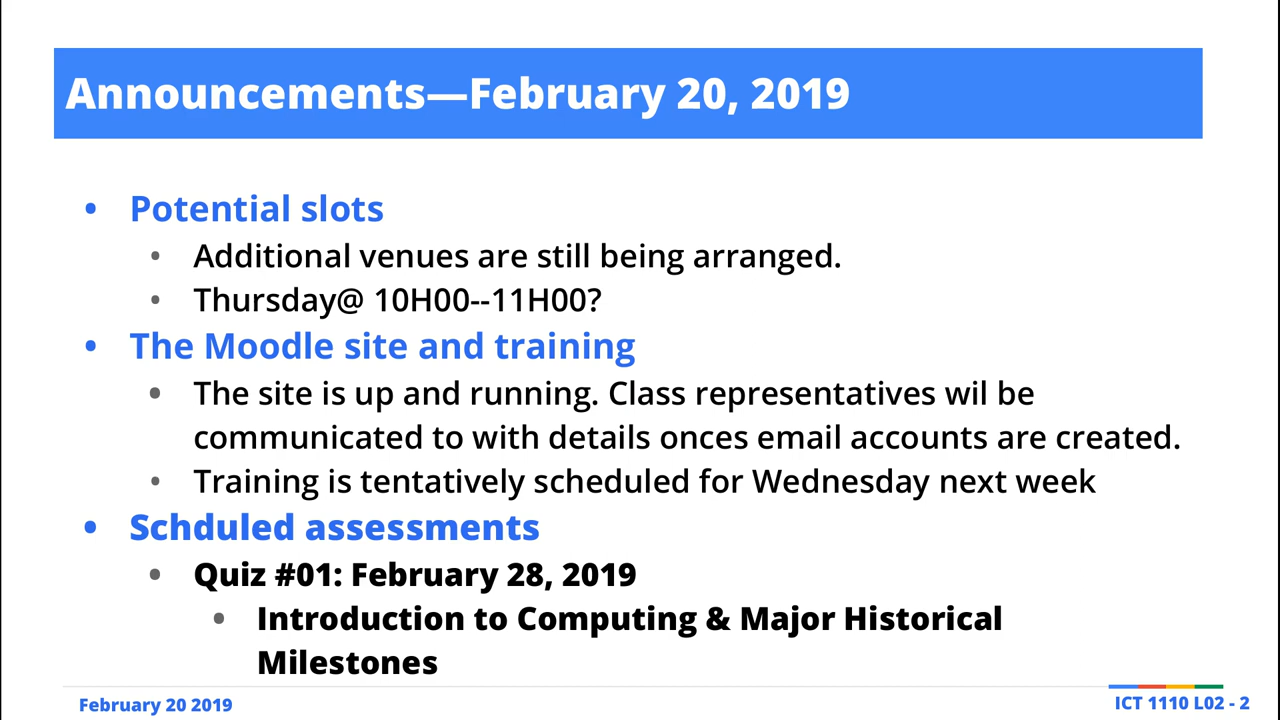 Announcements—February 20, 2019
• Potential slots
• Additional venues are still being arranged.
• Thursday@ 10H00--11H00?
• The Moodle site and training
• The site is up and running. Class representatives wil be
communicated to with details onces email accounts are created.
• Training is tentatively scheduled for Wednesday next week
• Schduled assessments
• Quiz #01: February 28, 2019
• Introduction to Computing & Major Historical
Milestones
February 20 2019
ICT 1110 L02 - 2